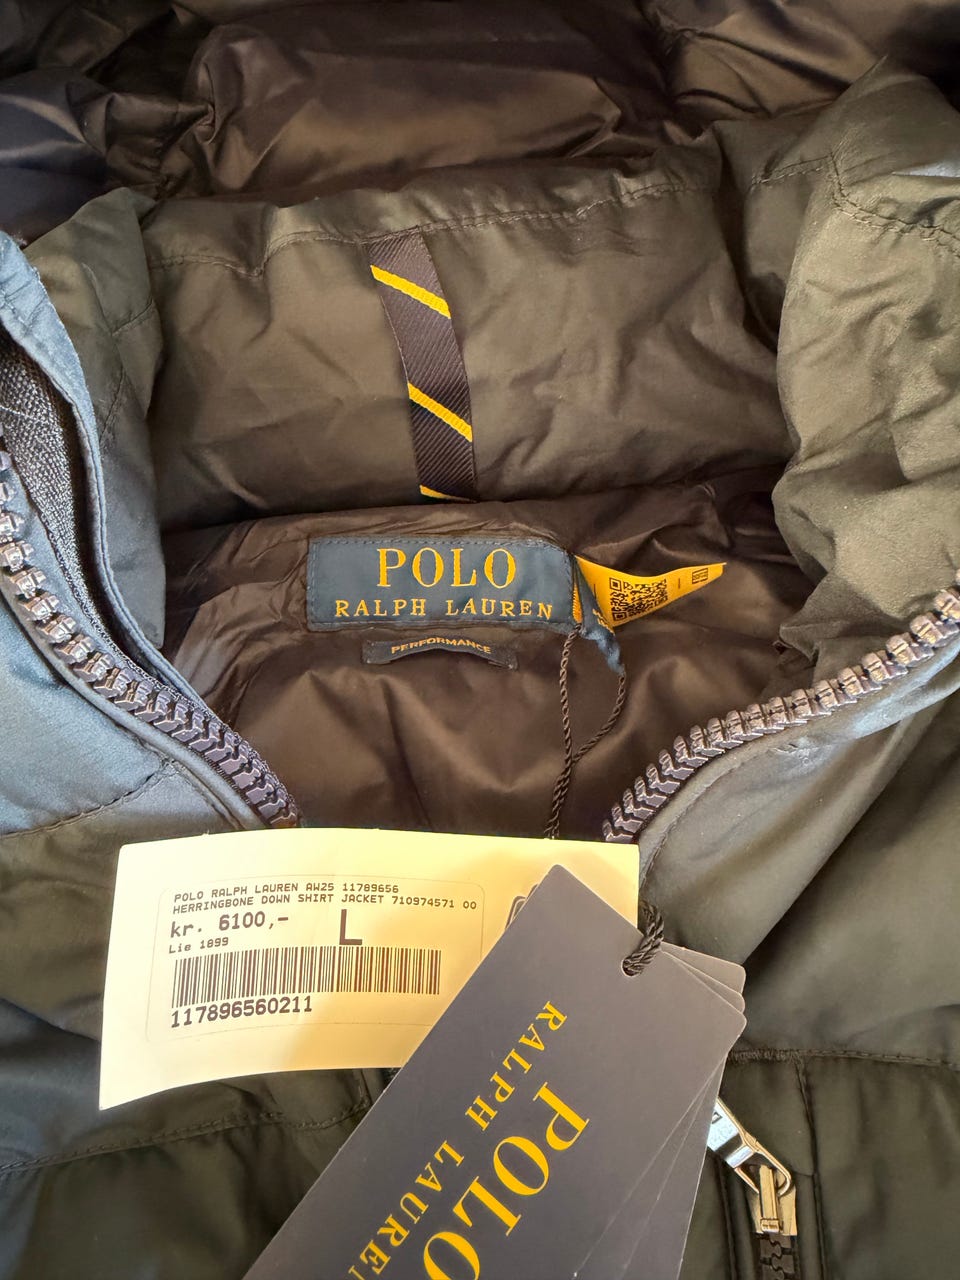 POLO
RALPH LAUREN
PERFORMANCE
POLO RALPH LAUREN AW25 11789656
HERRINGBONE DOWN SHIRT JACKET 710974571 00
kr. 6100,-
L
Lie 1899
117896560211
POLO
RALPH LAUREN